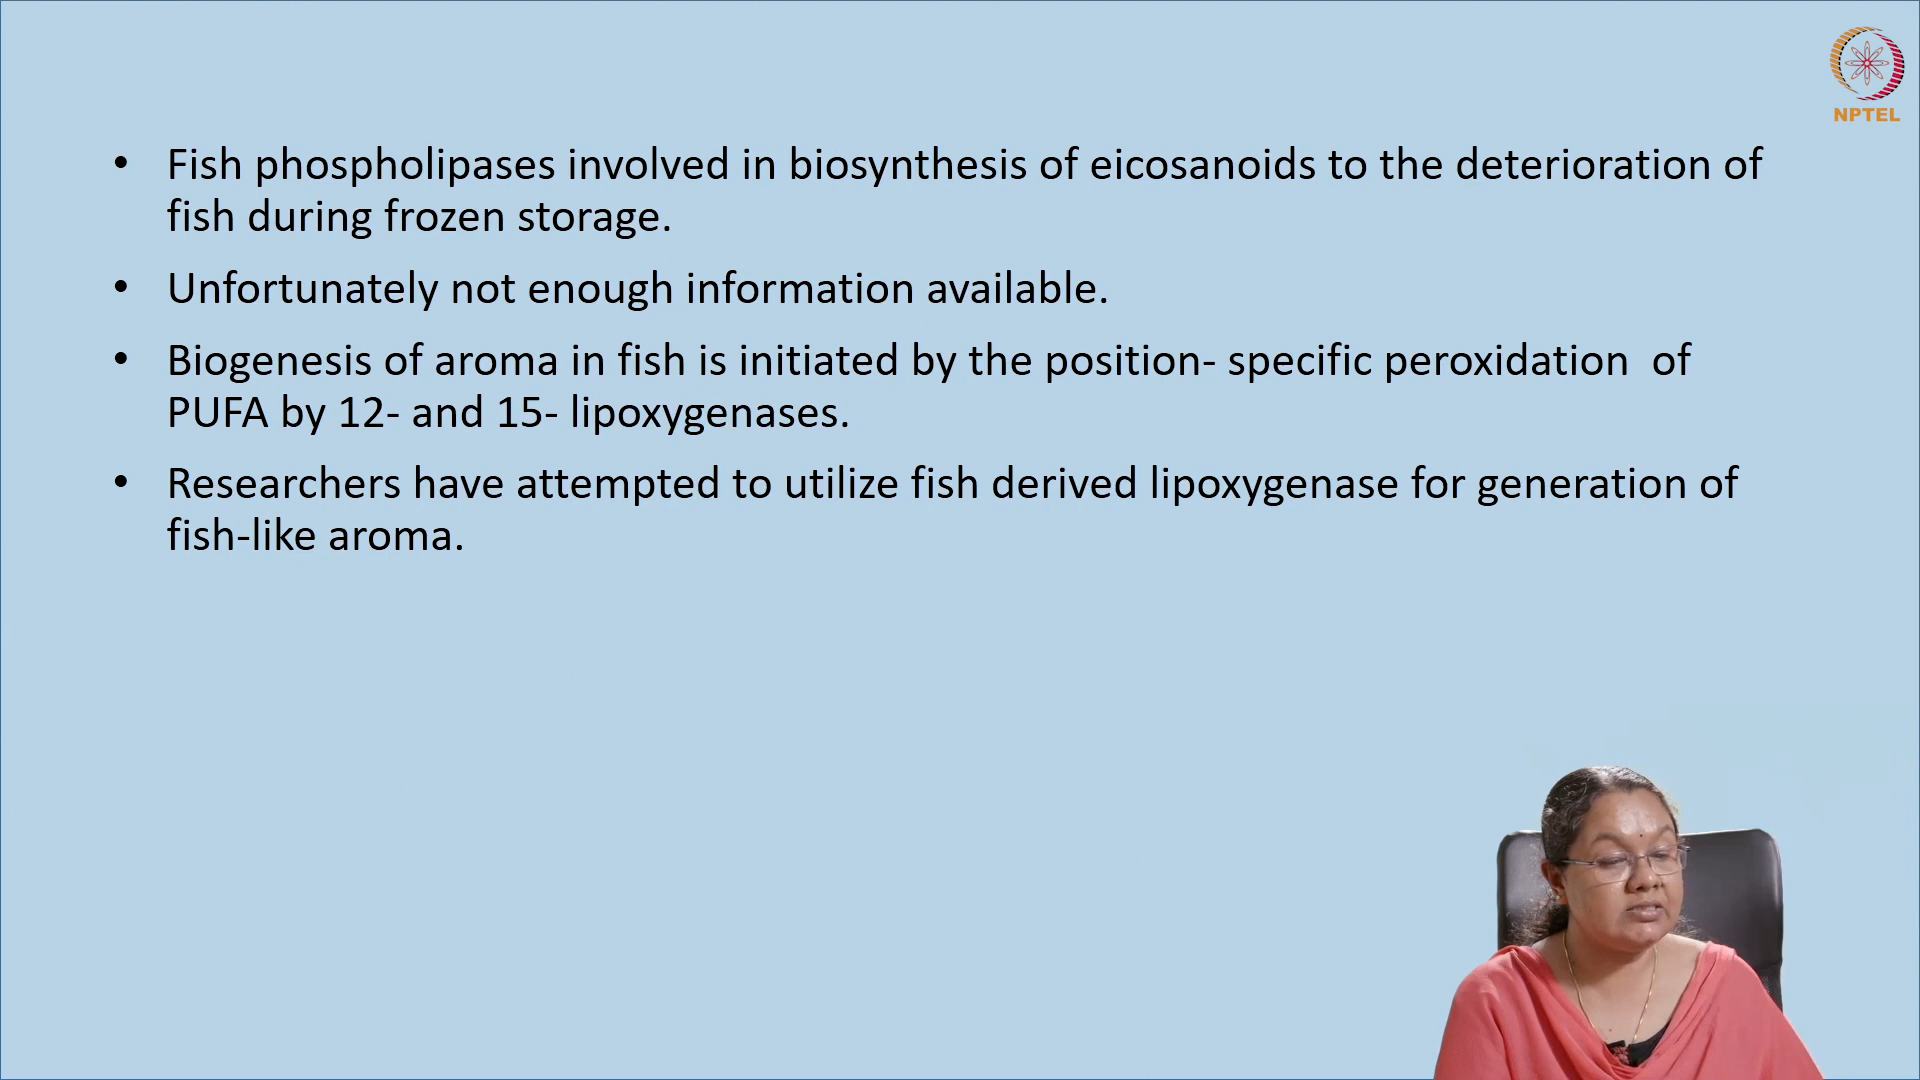 NPTEL
• Fish phospholipases involved in biosynthesis of eicosanoids to the deterioration of
fish during frozen storage.
• Unfortunately not enough information available.
• Biogenesis of aroma in fish is initiated by the position- specific peroxidation  of
PUFA by 12- and 15- lipoxygenases.
• Researchers have attempted to utilize fish derived lipoxygenase for generation of
fish-like aroma.